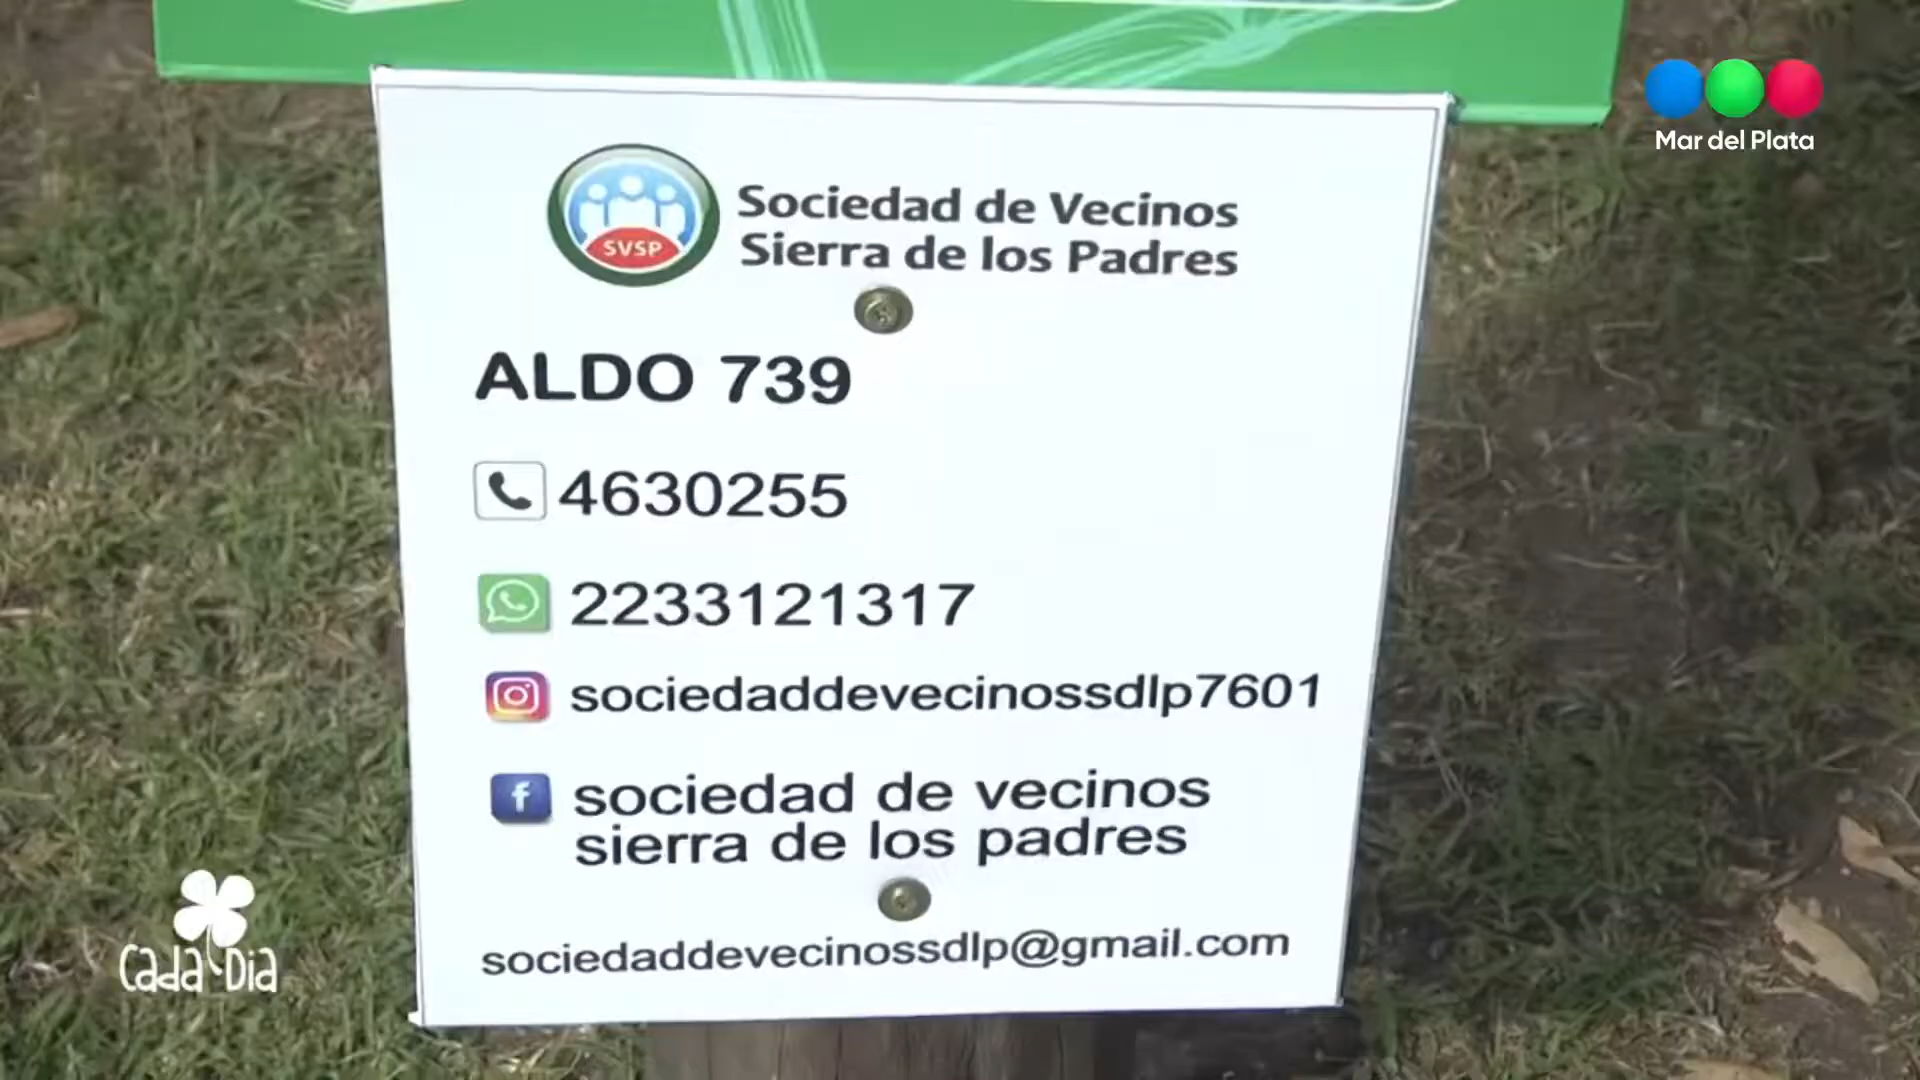 Mar del Plata
SVSP
Sociedad de Vecinos
Sierra de los Padres
ALDO 739
4630255
2233121317
sociedaddevecinossdlp7601
sociedad de vecinos
sierra de los padres
sociedaddevecinossdlp@gmail.com
Cada Dia